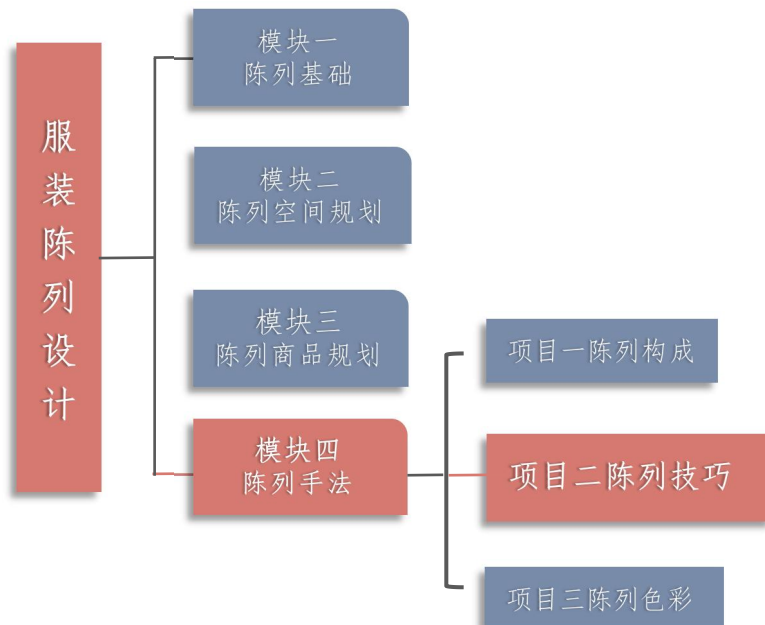 服装陈列设计
模块一
陈列基础
模块二
陈列空间规划
模块三
陈列商品规划
模块四
陈列手法
项目一陈列构成
项目二陈列技巧
项目三陈列色彩